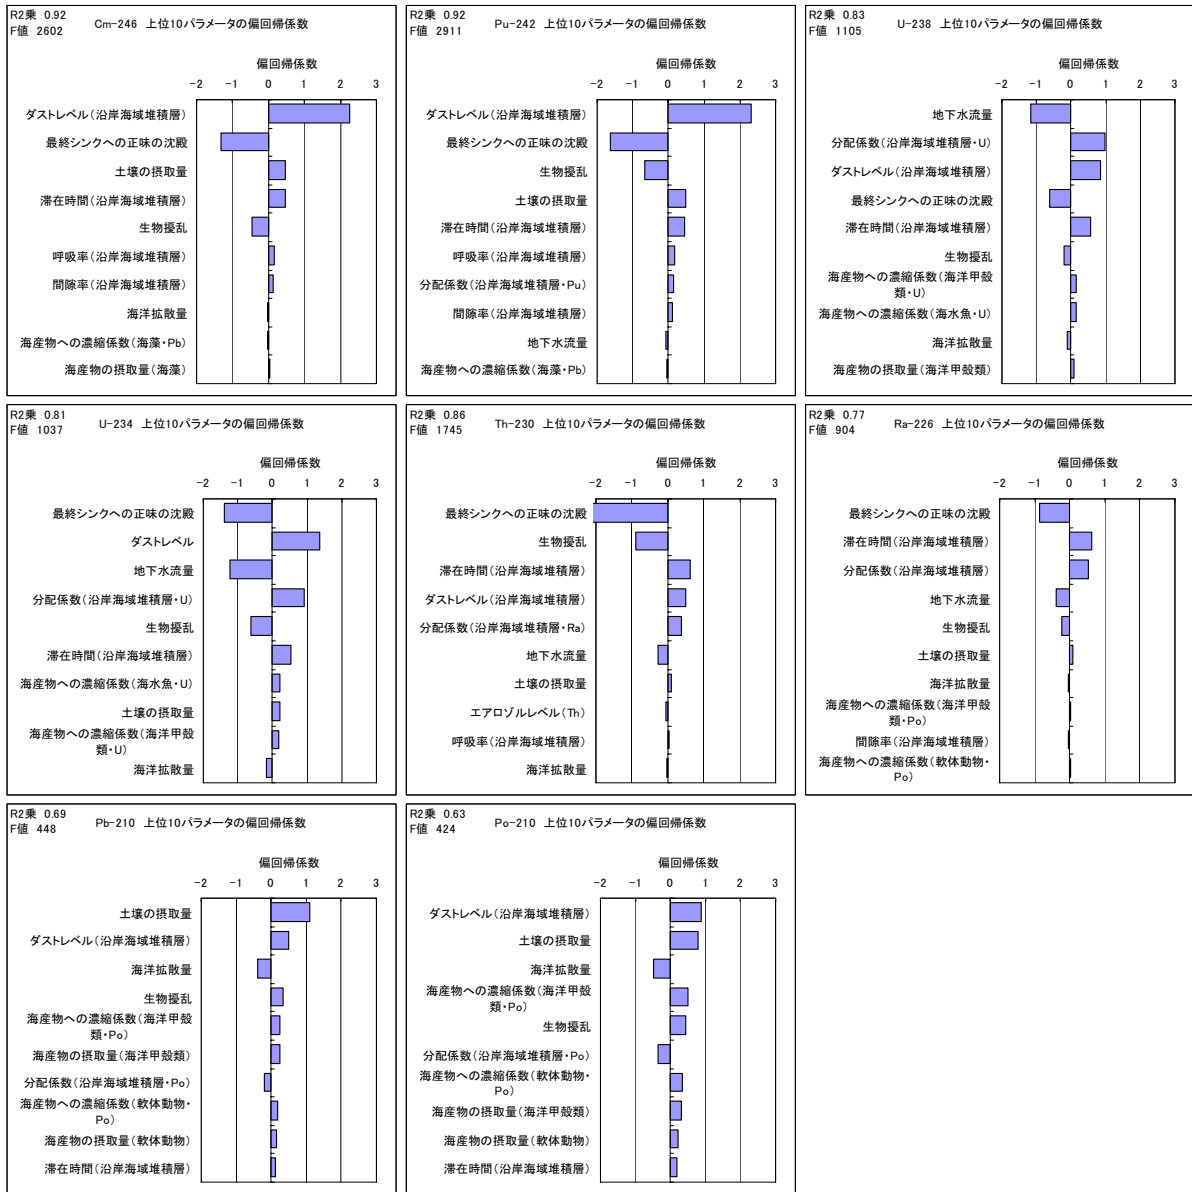 R2乗 0.92
F値 2602
Cm-246 上位10パラメータの偏回帰係数
偏回帰係数
-2 -1 0 1 2 3
ダストレベル(沿岸海域堆積層)
最終シンクへの正味の沈殿
土壌の摂取量
滞在時間(沿岸海域堆積層)
生物擾乱
呼吸率(沿岸海域堆積層)
間隙率(沿岸海域堆積層)
海洋拡散量
海産物への濃縮係数(海藻・Pb)
海産物の摂取量(海藻)
R2乗 0.92
F値 2911
Pu-242 上位10パラメータの偏回帰係数
偏回帰係数
-2 -1 0 1 2 3
ダストレベル(沿岸海域堆積層)
最終シンクへの正味の沈殿
生物擾乱
土壌の摂取量
滞在時間(沿岸海域堆積層)
呼吸率(沿岸海域堆積層)
分配係数(沿岸海域堆積層・Pu)
間隙率(沿岸海域堆積層)
地下水流量
海産物への濃縮係数(海藻・Pb)
R2乗 0.83
F値 1105
U-238 上位10パラメータの偏回帰係数
偏回帰係数
-2 -1 0 1 2 3
地下水流量
分配係数(沿岸海域堆積層・U)
ダストレベル(沿岸海域堆積層)
最終シンクへの正味の沈殿
滞在時間(沿岸海域堆積層)
生物擾乱
海産物への濃縮係数(海洋甲殻
類・U)
海産物への濃縮係数(海水魚・U)
海洋拡散量
海産物の摂取量(海洋甲殻類)
R2乗 0.81
F値 1037
U-234 上位10パラメータの偏回帰係数
偏回帰係数
-2 -1 0 1 2 3
最終シンクへの正味の沈殿
ダストレベル
地下水流量
分配係数(沿岸海域堆積層・U)
生物擾乱
滞在時間(沿岸海域堆積層)
海産物への濃縮係数(海水魚・U)
土壌の摂取量
海産物への濃縮係数(海洋甲殻
類・U)
海洋拡散量
R2乗 0.86
F値 1745
Th-230 上位10パラメータの偏回帰係数
偏回帰係数
-2 -1 0 1 2 3
最終シンクへの正味の沈殿
生物擾乱
滞在時間(沿岸海域堆積層)
ダストレベル(沿岸海域堆積層)
分配係数(沿岸海域堆積層・Ra)
地下水流量
土壌の摂取量
エアロゾルレベル(Th)
呼吸率(沿岸海域堆積層)
海洋拡散量
R2乗 0.77
F値 904
Ra-226 上位10パラメータの偏回帰係数
偏回帰係数
-2 -1 0 1 2 3
最終シンクへの正味の沈殿
滞在時間(沿岸海域堆積層)
分配係数(沿岸海域堆積層)
地下水流量
生物擾乱
土壌の摂取量
海洋拡散量
海産物への濃縮係数(海洋甲殻
類・Po)
間隙率(沿岸海域堆積層)
海産物への濃縮係数(軟体動物・
Po)
R2乗 0.69
F値 448
Pb-210 上位10パラメータの偏回帰係数
偏回帰係数
-2 -1 0 1 2 3
土壌の摂取量
ダストレベル(沿岸海域堆積層)
海洋拡散量
生物擾乱
海産物への濃縮係数(海洋甲殻
類・Po)
海産物の摂取量(海洋甲殻類)
分配係数(沿岸海域堆積層・Po)
海産物への濃縮係数(軟体動物・
Po)
海産物の摂取量(軟体動物)
滞在時間(沿岸海域堆積層)
R2乗 0.63
F値 424
Po-210 上位10パラメータの偏回帰係数
偏回帰係数
-2 -1 0 1 2 3
ダストレベル(沿岸海域堆積層)
土壌の摂取量
海洋拡散量
海産物への濃縮係数(海洋甲殻
類・Po)
生物擾乱
分配係数(沿岸海域堆積層・Po)
海産物への濃縮係数(軟体動物・
Po)
海産物の摂取量(海洋甲殻類)
海産物の摂取量(軟体動物)
滞在時間(沿岸海域堆積層)